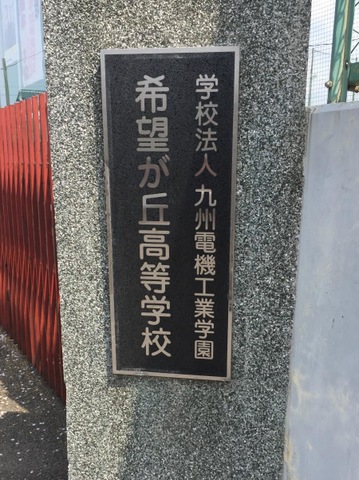 学校法人 九州電機工業学園
希望が丘高等学校